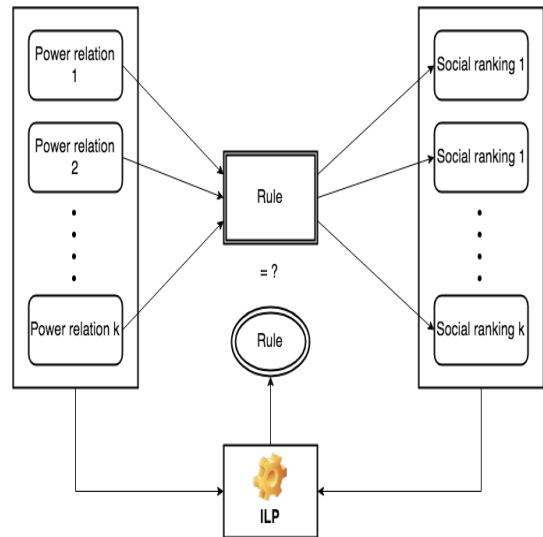 Power relation
1
Power relation
2
Power relation k
Rule
= ?
Rule
ILP
Social ranking 1
Social ranking 1
Social ranking k